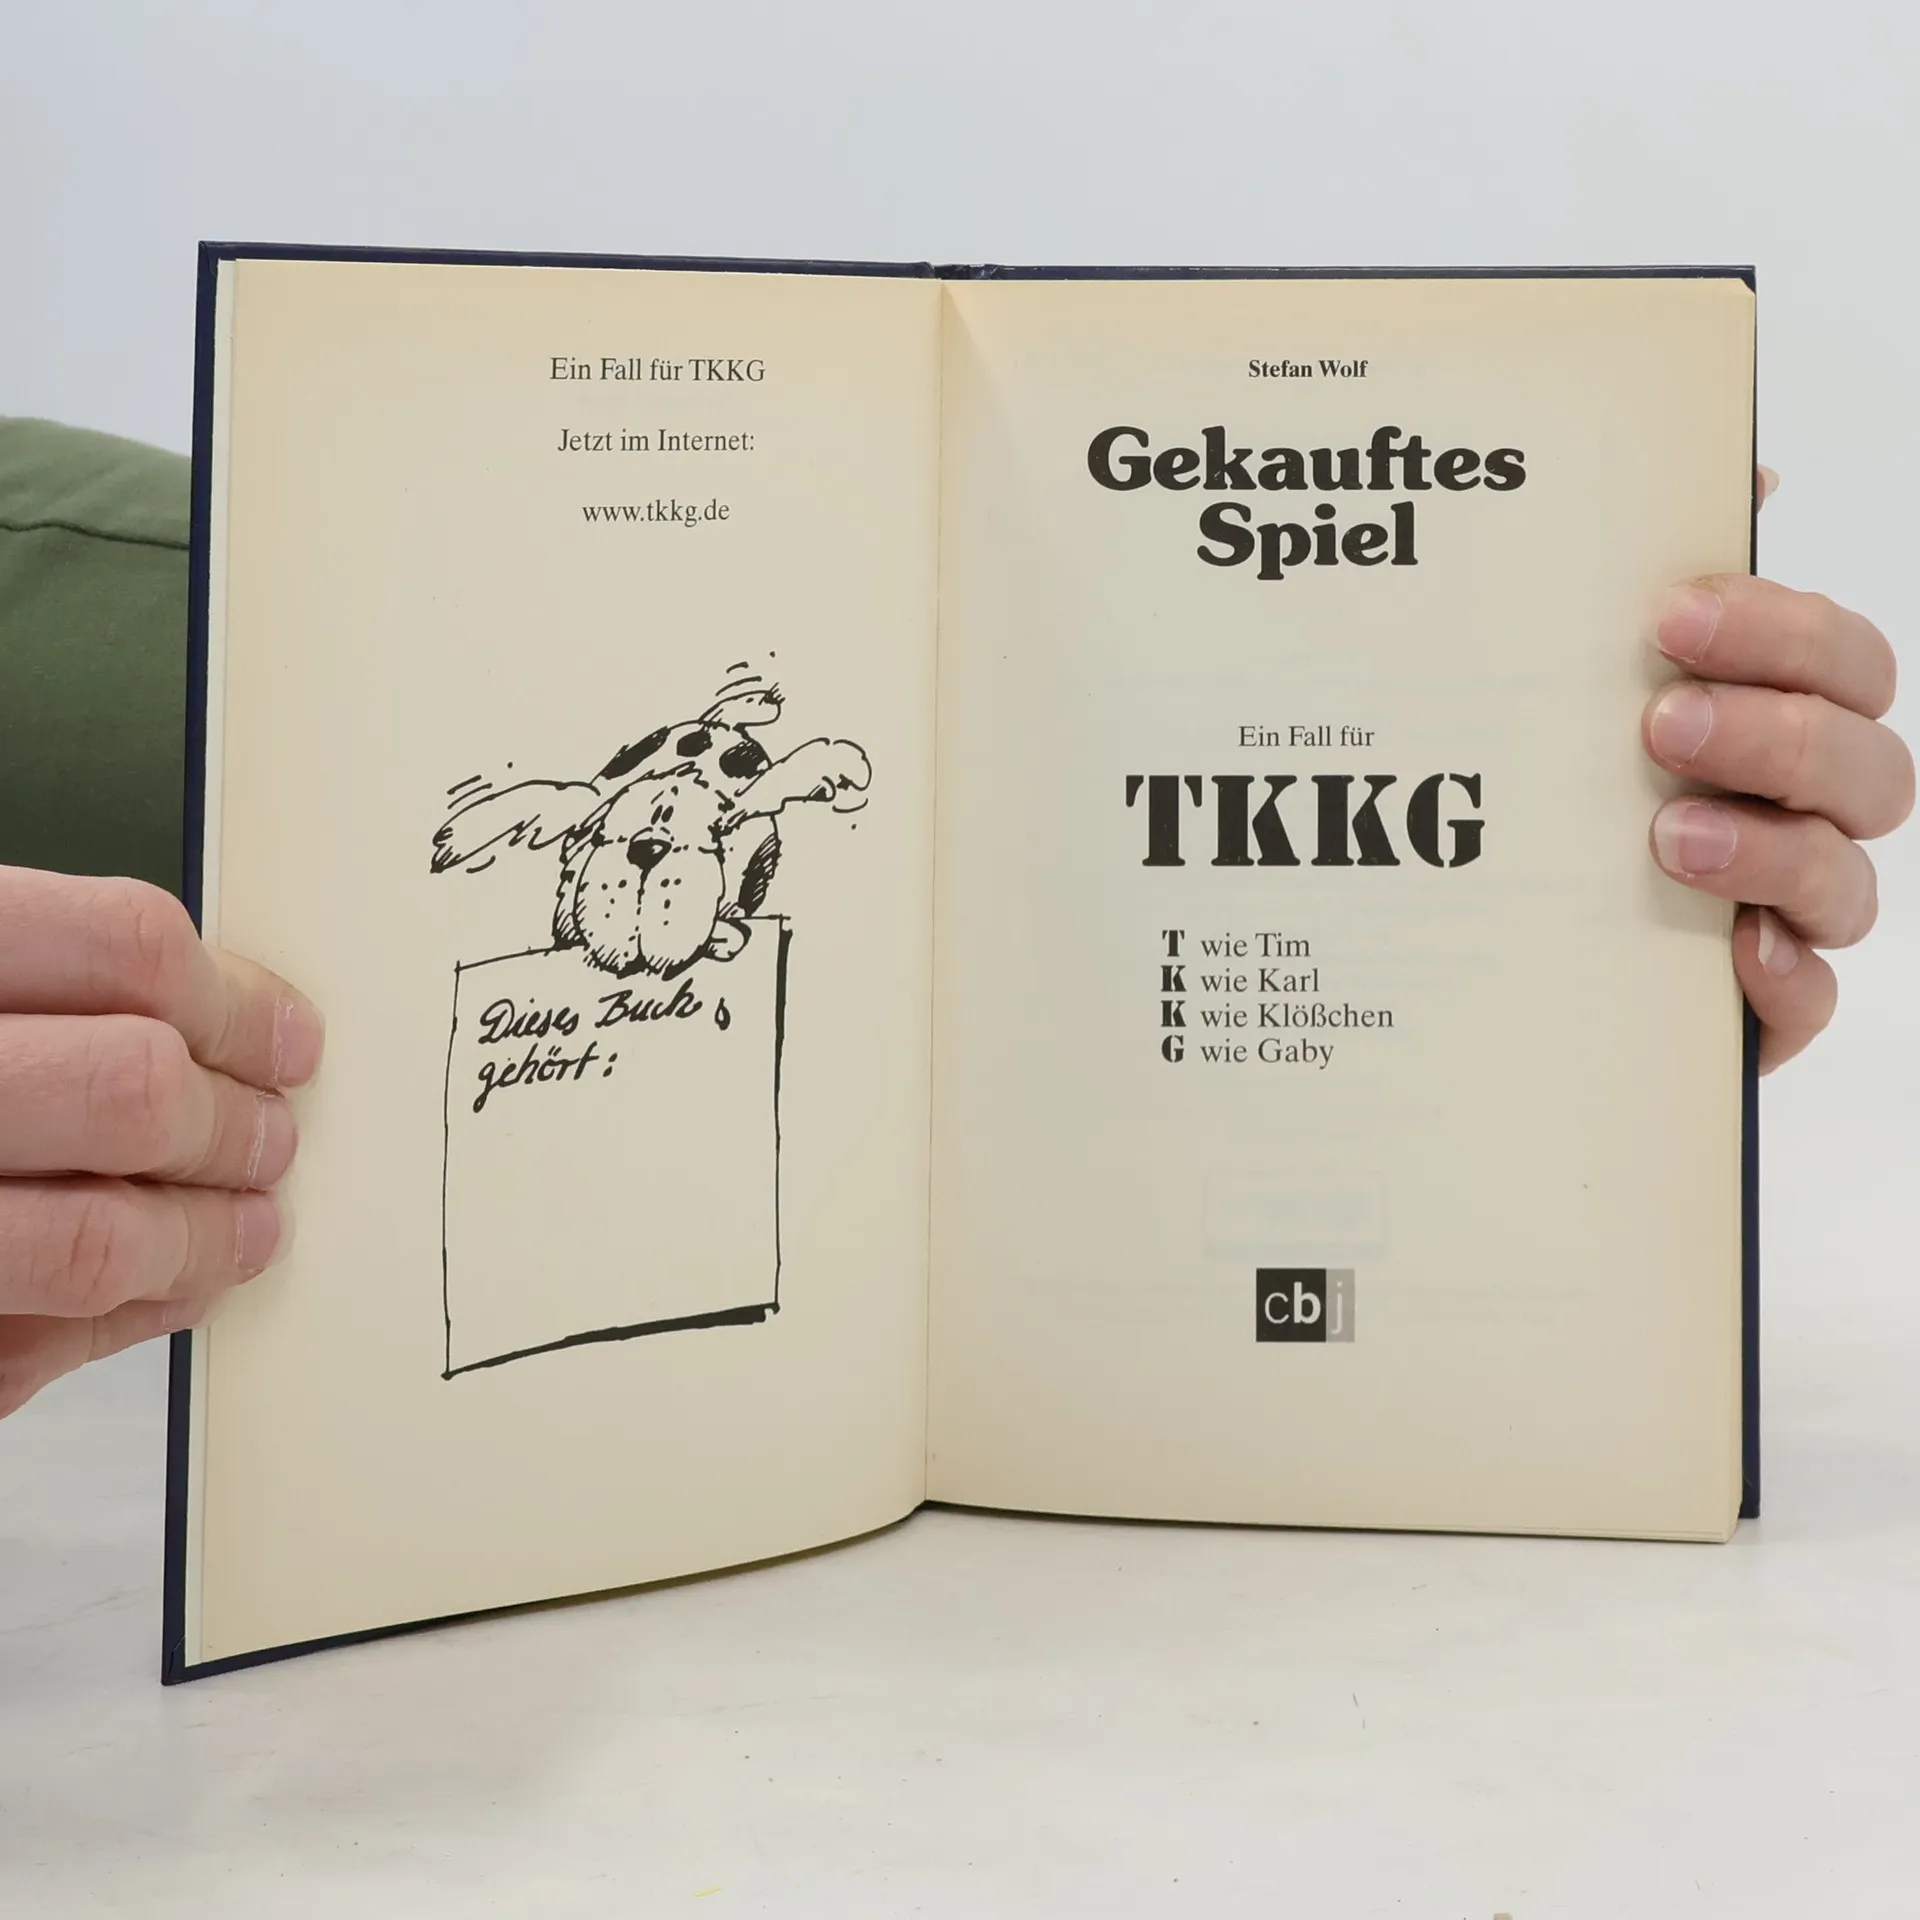 Ein Fall für TKKG
Jetzt im Internet:
www.tkkg.de
Dieses Buch
gehört:
Stefan Wolf
Gekauftes
Spiel
Ein Fall für
TKKG
T wie Tim
K wie Karl
K wie Klößchen
G wie Gaby
cbj